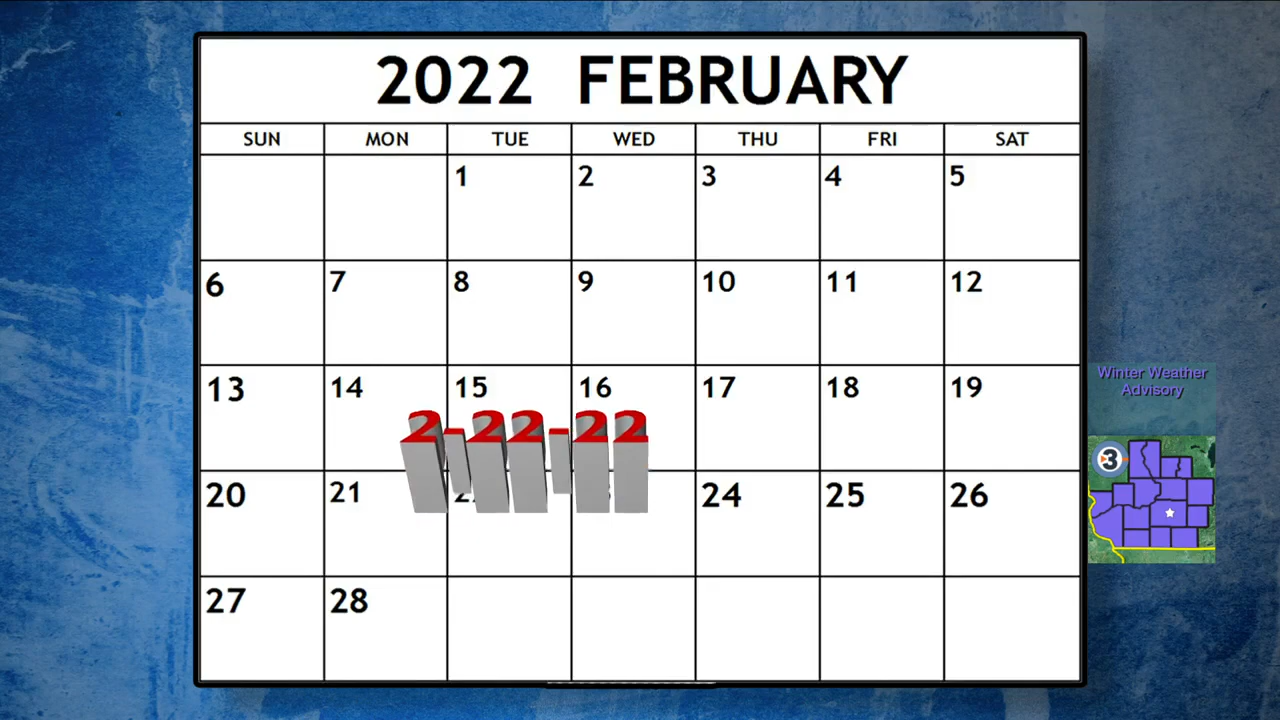 2022 FEBRUARY
SUN MON TUE WED THU FRI SAT
1 2 3 4 5
6 7 8 9 10 11 12
13 14 15 16 17 18 19
Winter Weather
Advisory
2-22-22
3
20 21 24 25 26
27 28